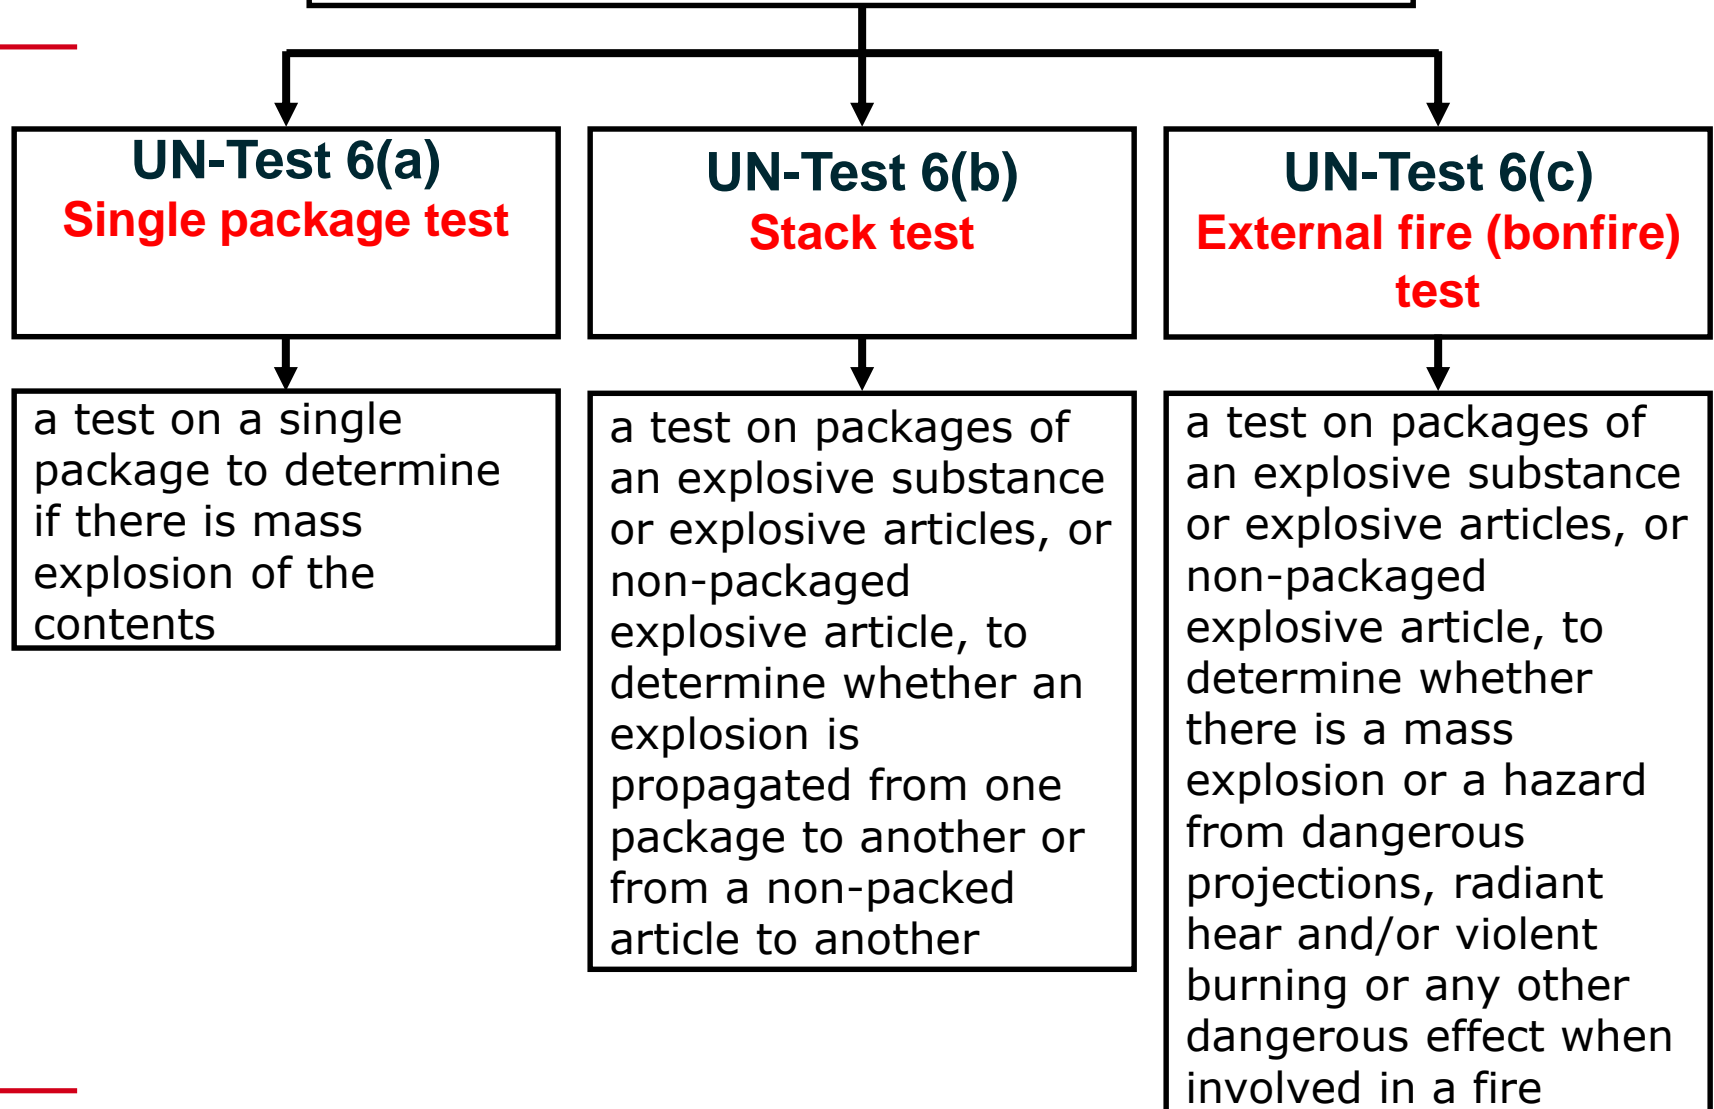 UN-Test 6(a)
Single package test
a test on a single
package to determine
if there is mass
explosion of the
contents
UN-Test 6(b)
Stack test
a test on packages of
an explosive substance
or explosive articles, or
non-packaged
explosive article, to
determine whether an
explosion is
propagated from one
package to another or
from a non-packed
article to another
UN-Test 6(c)
External fire (bonfire)
test
a test on packages of
an explosive substance
or explosive articles, or
non-packaged
explosive article, to
determine whether
there is a mass
explosion or a hazard
from dangerous
projections, radiant
hear and/or violent
burning or any other
dangerous effect when
involved in a fire